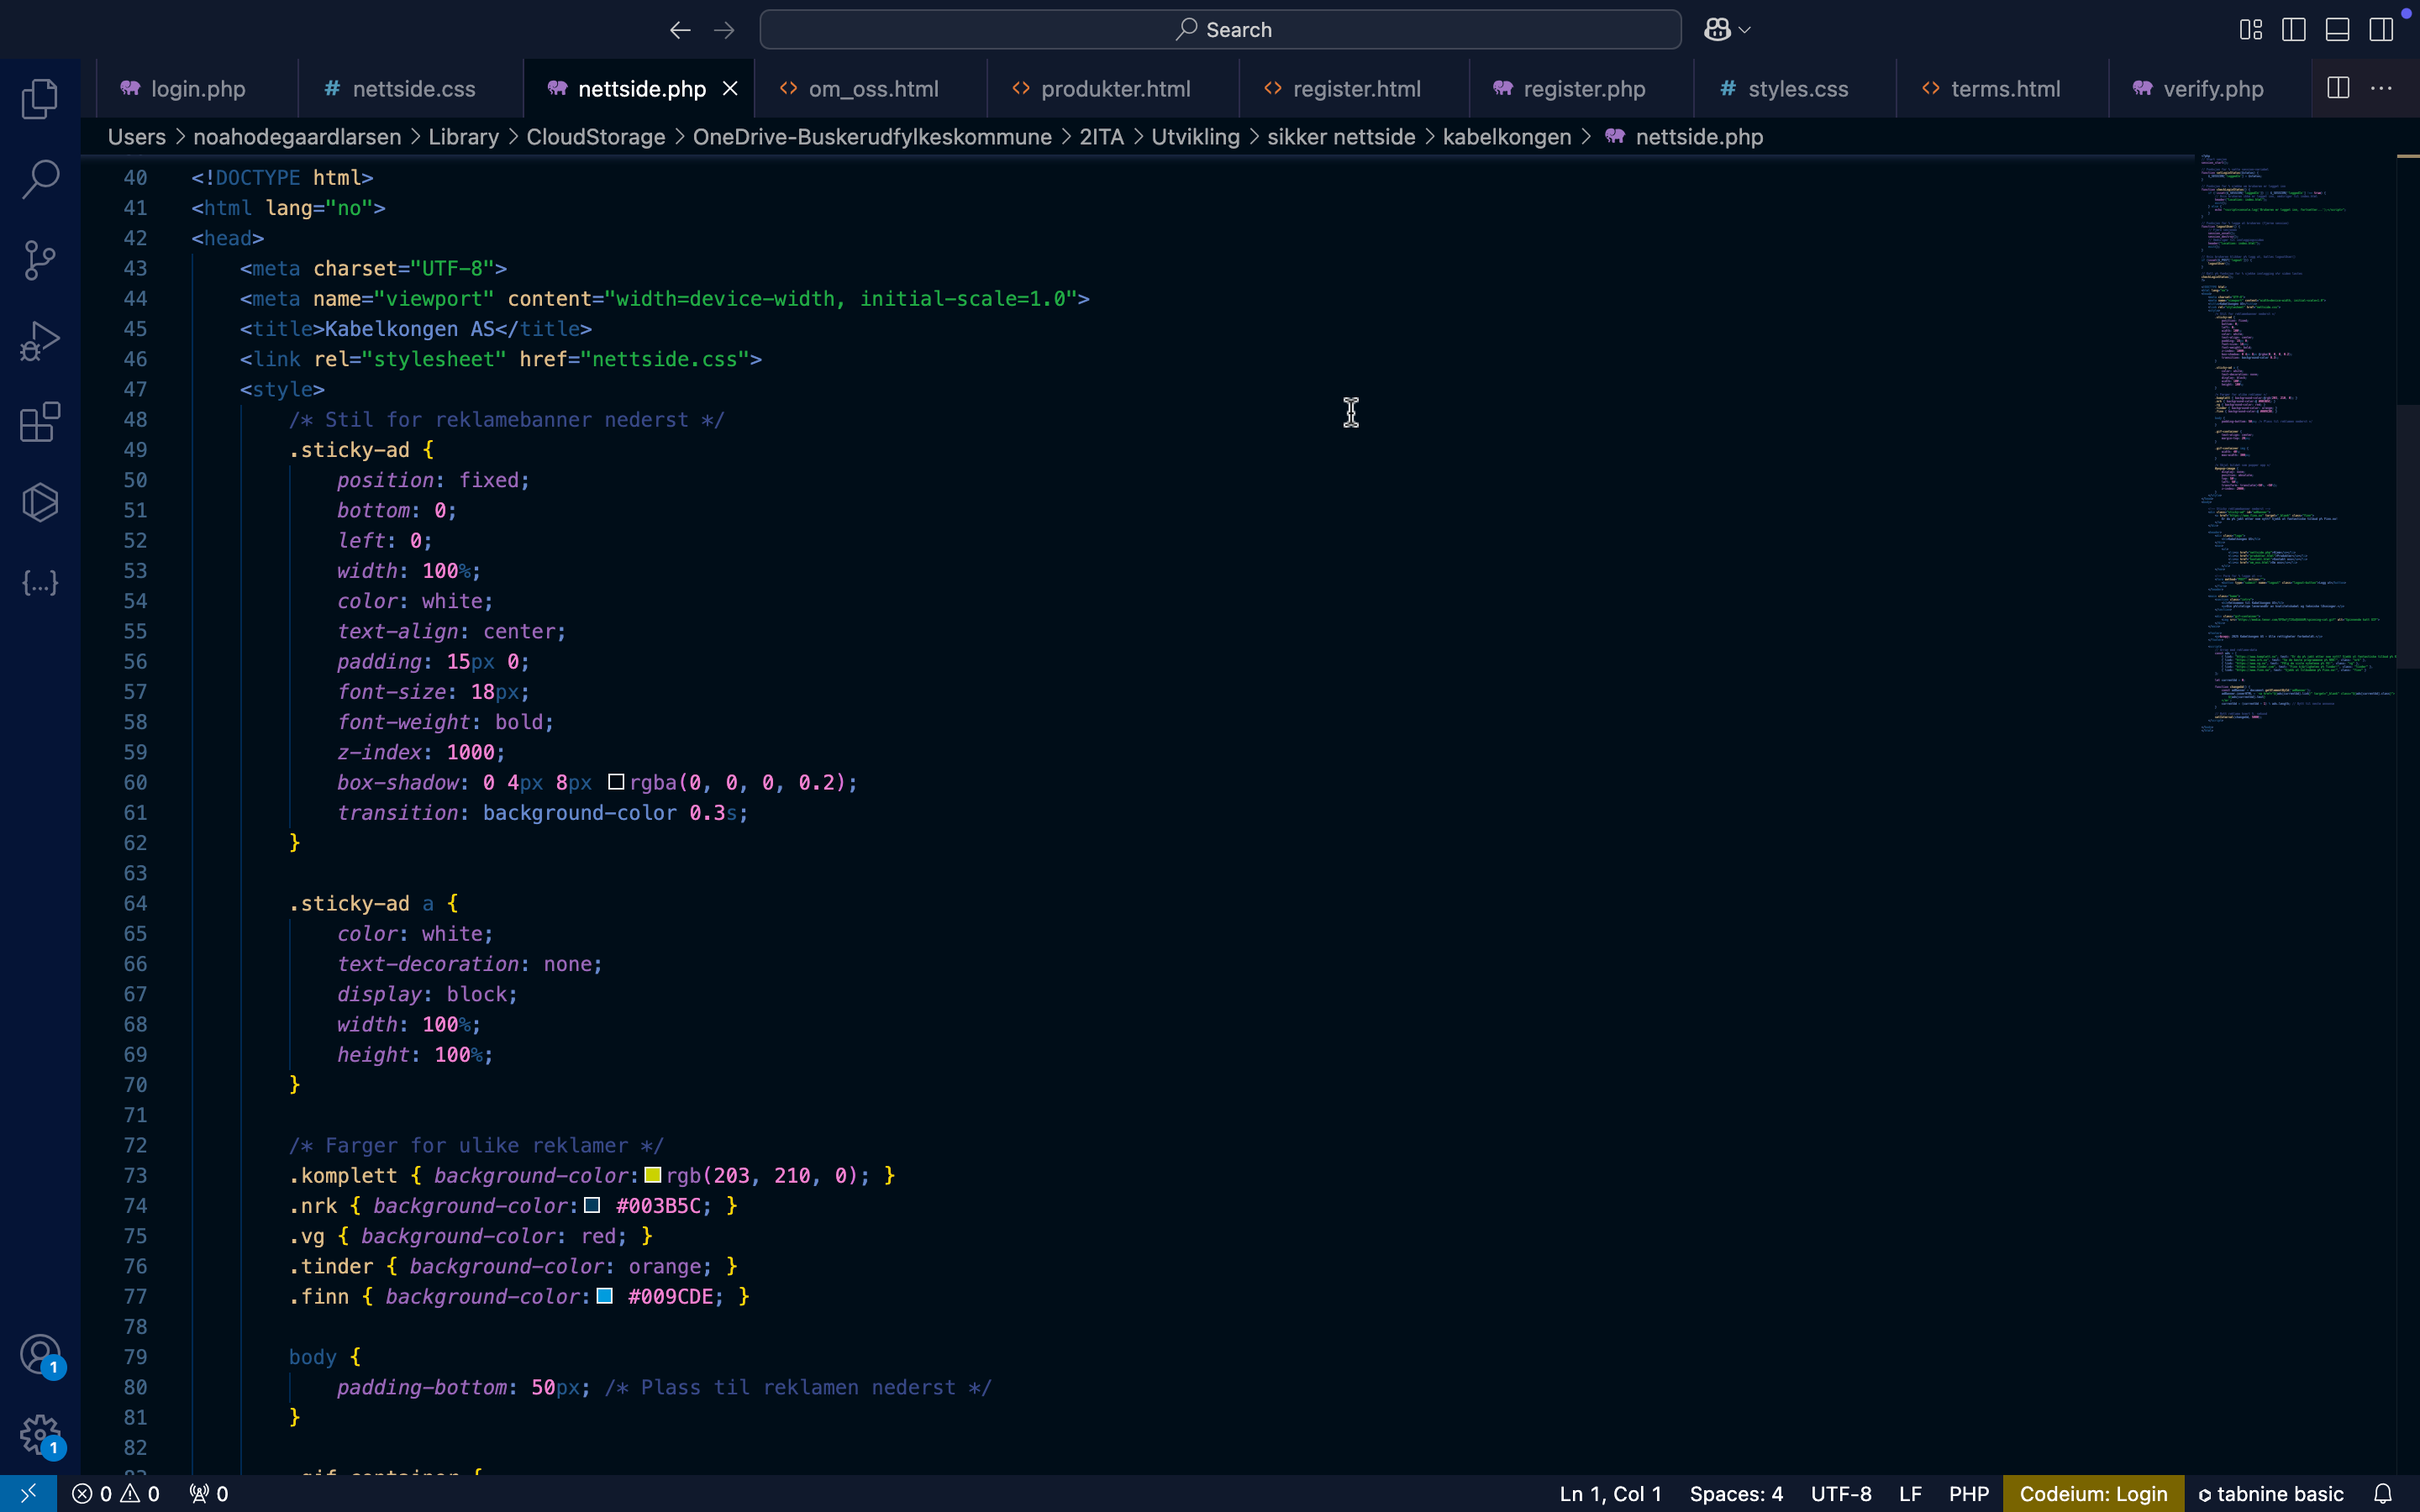 Search
login.php
nettside.css
nettside.php
om_oss.html
produkter.html
register.html
register.php
styles.css
terms.html
verify.php
Users > noahodegaardlarsen > Library > CloudStorage > OneDrive-Buskerudfylkeskommune > 2ITA > Utvikling > sikker nettside > kabelkongen > nettside.php
40 <!DOCTYPE html>
41 <html lang="no">
42 <head>
43 <meta charset="UTF-8">
44 <meta name="viewport" content="width=device-width, initial-scale=1.0">
45 <title>Kabelkongen AS</title>
46 <link rel="stylesheet" href="nettside.css">
47 <style>
48 /* Stil for reklamebanner nederst */
49 .sticky-ad {
50 position: fixed;
51 bottom: 0;
52 left: 0;
53 width: 100%;
54 color: white;
55 text-align: center;
56 padding: 15px 0;
57 font-size: 18px;
58 font-weight: bold;
59 z-index: 1000;
60 box-shadow: 0 4px 8px rgba(0, 0, 0, 0.2);
61 transition: background-color 0.3s;
62 }
63
64 .sticky-ad a {
65 color: white;
66 text-decoration: none;
67 display: block;
68 width: 100%;
69 height: 100%;
70 }
71
72 /* Farger for ulike reklamer */
73 .komplett { background-color: rgb(203, 210, 0); }
74 .nrk { background-color: #003B5C; }
75 .vg { background-color: red; }
76 .tinder { background-color: orange; }
77 .finn { background-color: #009CDE; }
78
79 body {
80 padding-bottom: 50px; /* Plass til reklamen nederst */
81 }
82
1
1
0 0 0
Ln 1, Col 1 Spaces: 4 UTF-8 LF PHP Codeium: Login tabnine basic